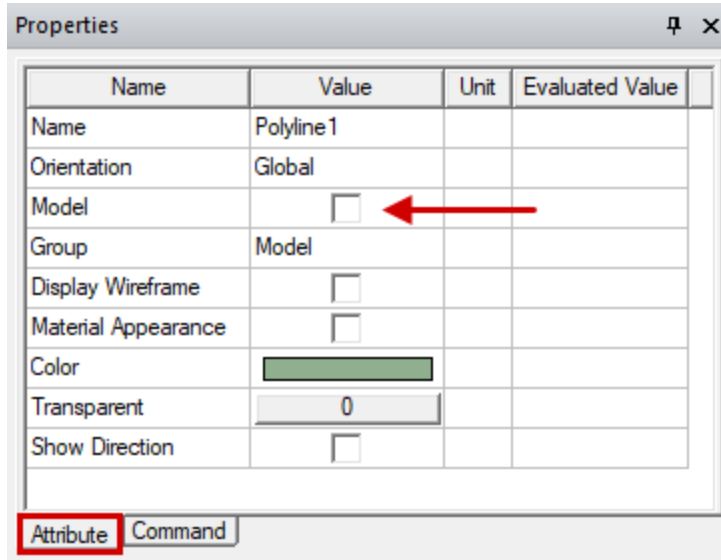 Properties
Name Value Unit Evaluated Value
Name Polyline1
Orientation Global
Model
Group Model
Display Wireframe
Material Appearance
Color
Transparent 0
Show Direction
Attribute Command